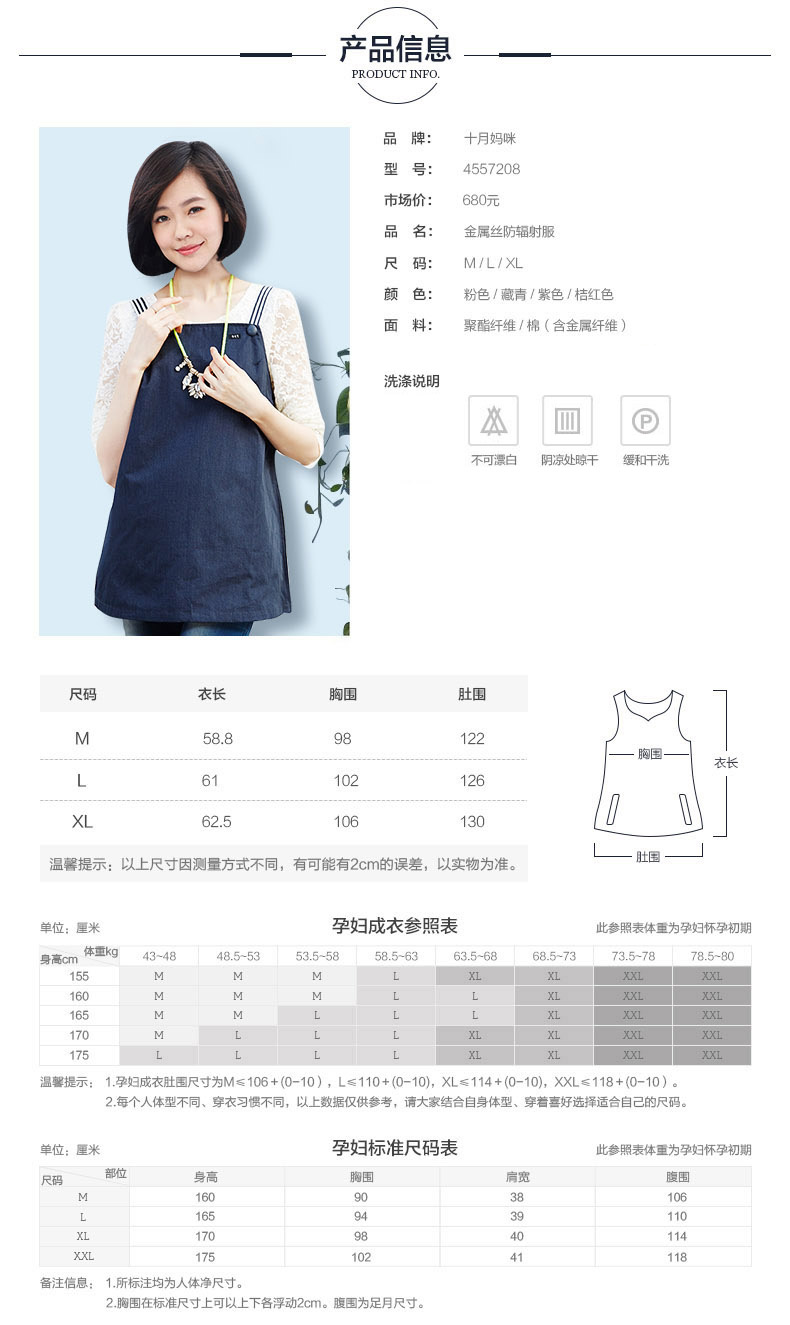 产品信息
PRODUCT INFO.
品 牌： 十月妈咪
型 号： 4557208
市场价： 680元
品 名： 金属丝防辐射服
尺 码： M / L / XL
颜 色： 粉色 / 藏青 / 紫色 / 桔红色
面 料： 聚酯纤维 / 棉（含金属纤维）
洗涤说明
P
不可漂白 阴凉处晾干 缓和干洗
尺码 衣长 胸围 肚围
M 58.8 98 122
L 61 102 126
XL 62.5 106 130
温馨提示：以上尺寸因测量方式不同，有可能有2cm的误差，以实物为准。
胸围
衣长
肚围
单位：厘米 孕妇成衣参照表 此参照表体重为孕妇怀孕初期
身高cm 体重kg 43~48 48.5~53 53.5~58 58.5~63 63.5~68 68.5~73 73.5~78 78.5~80
155 M M M L XL XL XXL XXL
160 M M M L L XL XXL XXL
165 M M L L L XL XXL XXL
170 M L L L XL XL XXL XXL
175 L L L L XL XL XXL XXL
温馨提示： 1.孕妇成衣肚围尺寸为M≤106＋(0-10），L≤110＋(0-10)，XL≤114＋(0-10)，XXL≤118＋(0-10 ) 。
2.每个人体型不同、穿衣习惯不同，以上数据仅供参考，请大家结合自身体型、穿着喜好选择适合自己的尺码。
单位：厘米 孕妇标准尺码表 此参照表体重为孕妇怀孕初期
尺码 部位 身高 胸围 肩宽 腹围
M 160 90 38 106
L 165 94 39 110
XL 170 98 40 114
XXL 175 102 41 118
备注信息： 1.所标注均为人体净尺寸。
2.胸围在标准尺寸上可以上下各浮动2cm。腹围为足月尺寸。